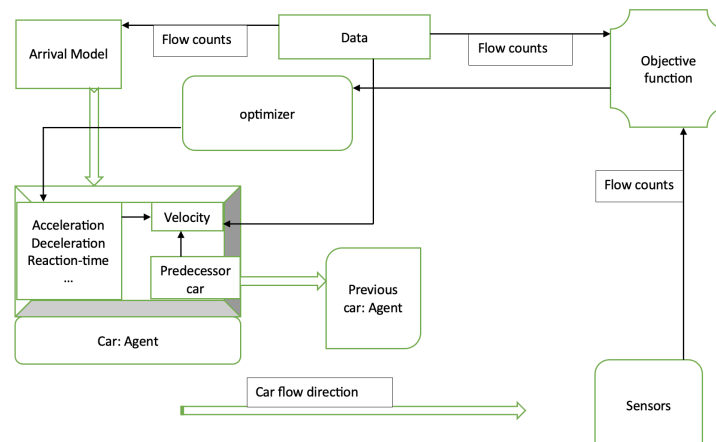 Arrival Model
Flow counts
Data
Flow counts
Objective
function
optimizer
Flow counts
Acceleration
Deceleration
Reaction-time
...
Velocity
Predecessor
car
Previous
car: Agent
Car: Agent
Car flow direction
Sensors